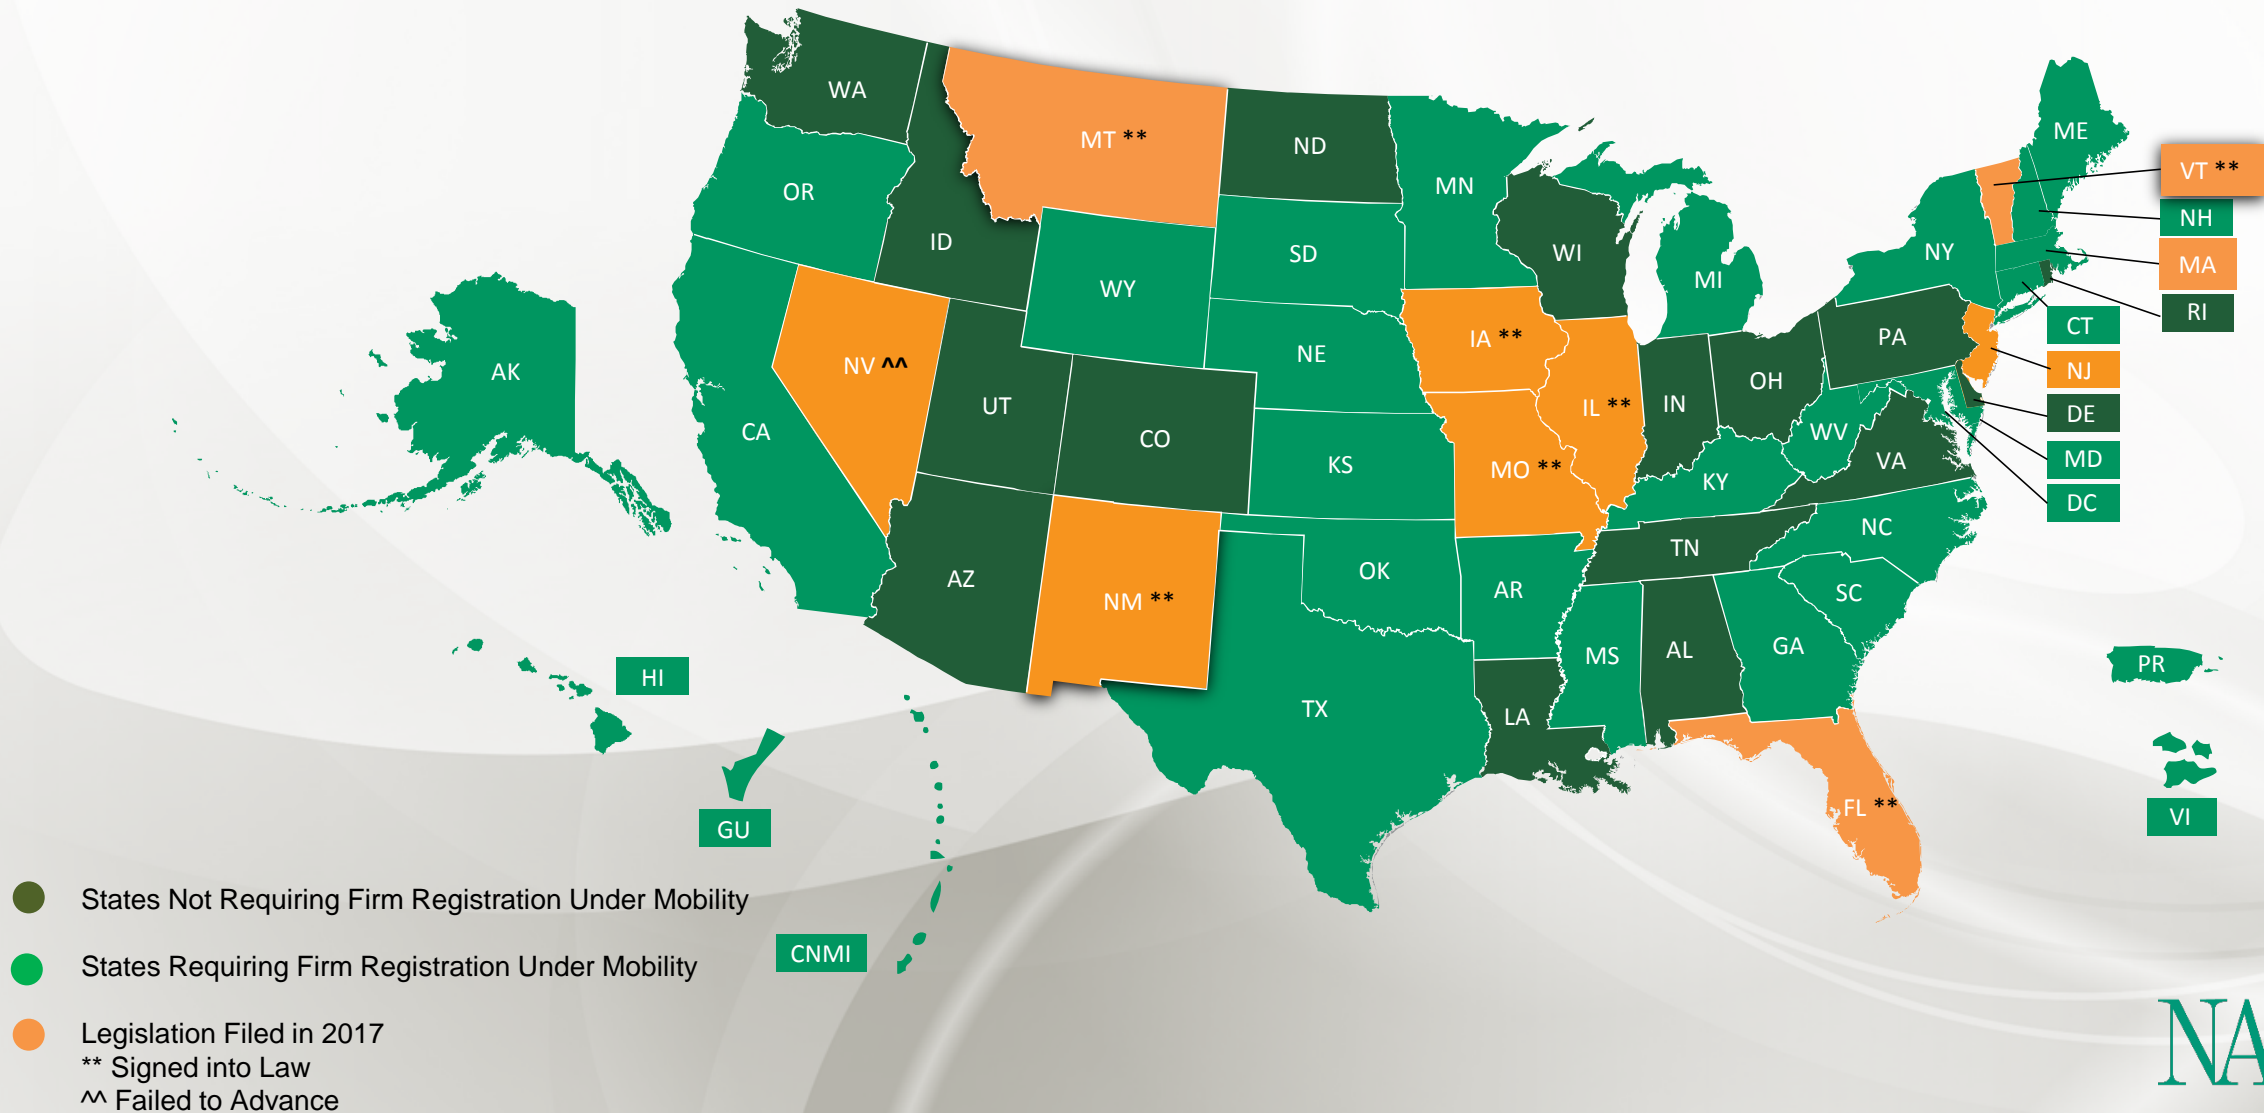 WA
MT **
ND
MN
ME
VT **
OR
ID
SD
WI
MI
NY
NH
MA
RI
WY
CT
AK
NV ^^
UT
NE
IA **
IL **
IN
OH
PA
NJ
DE
CA
CO
KS
MO **
KY
WV
VA
MD
DC
AZ
NM **
OK
AR
TN
NC
SC
HI
TX
LA
MS
AL
GA
PR
GU
FL **
VI
CNMI
States Not Requiring Firm Registration Under Mobility
States Requiring Firm Registration Under Mobility
Legislation Filed in 2017
** Signed into Law
^^ Failed to Advance
NA